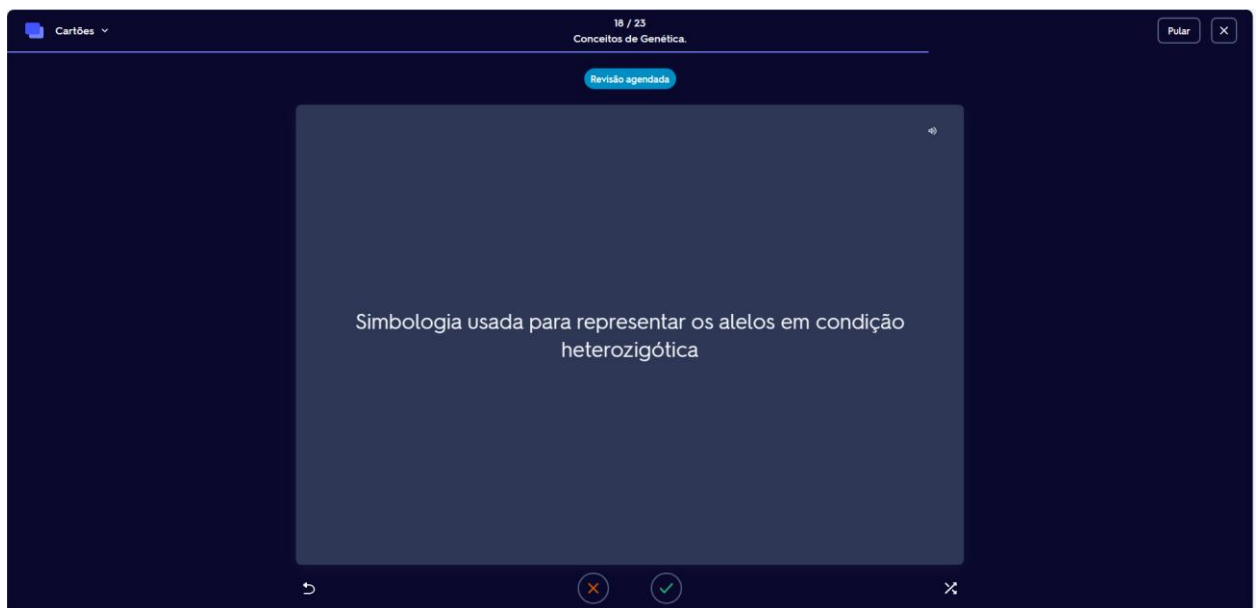 Cartões
18 / 23
Conceitos de Genética.
Pular
Revisão agendada
Simbologia usada para representar os alelos em condição
heterozigótica